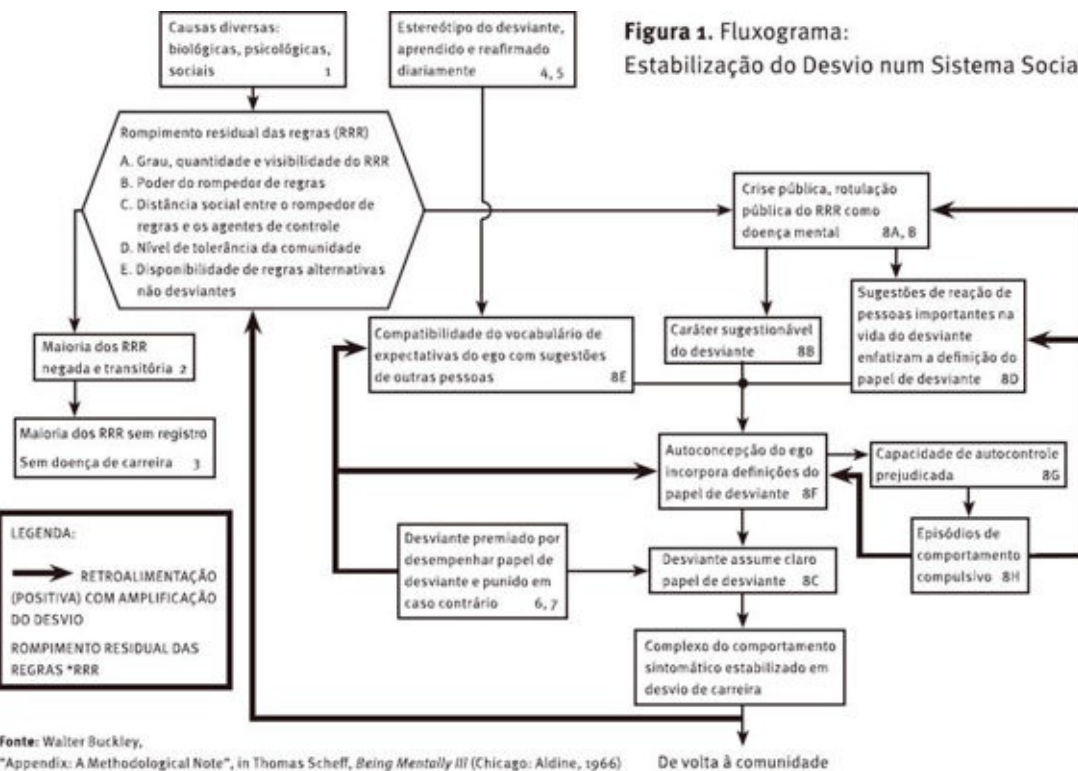 Figura 1. Fluxograma:
Estabilização do Desvio num Sistema Socia
Causas diversas:
biológicas, psicológicas,
sociais 1
Estereótipo do desviante,
aprendido e reafirmado
diariamente 4, 5
Rompimento residual das regras (RRR)
A. Grau, quantidade e visibilidade do RRR
B. Poder do rompedor de regras
C. Distância social entre o rompedor de
regras e os agentes de controle
D. Nível de tolerância da comunidade
E. Disponibilidade de regras alternativas
não desviantes
Crise pública, rotulação
pública do RRR como
doença mental 8A, B
Maioria dos RRR
negada e transitória 2
Maioria dos RRR sem registro
Sem doença de carreira 3
Compatibilidade do vocabulário de
expectativas do ego com sugestões
de outras pessoas 8E
Caráter sugestionável
do desviante 8B
Sugestões de reação de
pessoas importantes na
vida do desviante
enfatizam a definição do
papel de desviante 8D
Autoconcepção do ego
incorpora definições do
papel de desviante 8F
Capacidade de autocontrole
prejudicada 8G
Episódios de
comportamento
compulsivo 8H
Desviante premiado por
desempenhar papel de
desviante e punido em
caso contrário 6, 7
Desviante assume claro
papel de desviante 8C
Complexo do comportamento
sintomático estabilizado em
desvio de carreira
De volta à comunidade
LEGENDA:
RETROALIMENTAÇÃO
(POSITIVA) COM AMPLIFICAÇÃO
DO DESVIO
ROMPIMENTO RESIDUAL DAS
REGRAS *RRR
Fonte: Walter Buckley,
"Appendix: A Methodological Note", in Thomas Scheff, Being Mentally Ill (Chicago: Aldine, 1966)